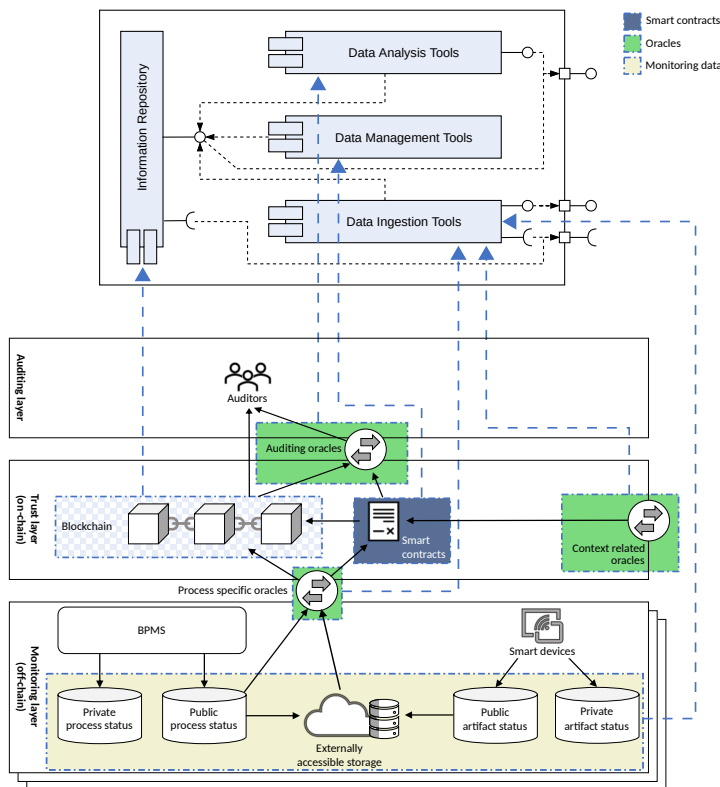 Smart contracts
Oracles
Monitoring data
Information Repository
Data Analysis Tools
Data Management Tools
Data Ingestion Tools
Auditing layer
Auditors
Auditing oracles
Trust layer
(on-chain)
Blockchain
Smart
contracts
Context related
oracles
Process specific oracles
Monitoring layer
(off-chain)
BPMS
Smart devices
Private
process status
Public
process status
Externally
accessible storage
Public
artifact status
Private
artifact status